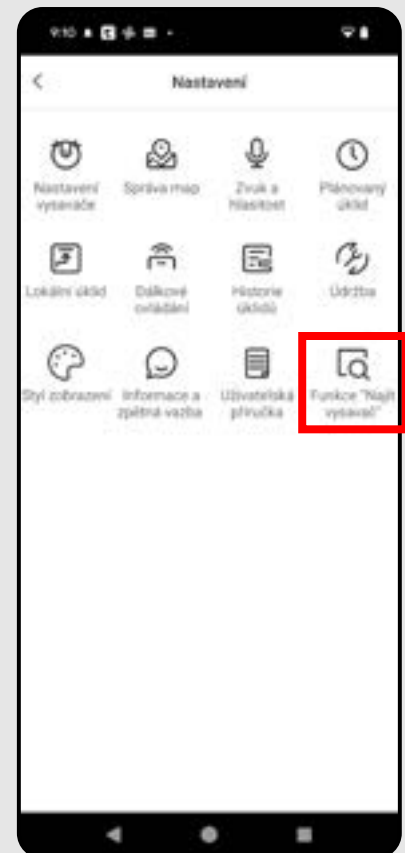 9:10
Nastavení
Nastavení vysavače
Správa map
Zvuk a hlasitost
Plánovaný úklid
Lokální úklid
Dálkové ovládání
Historie úklidů
Údržba
Styl zobrazení
Informace a zpětná vazba
Uživatelská příručka
Funkce "Najít vysavač"